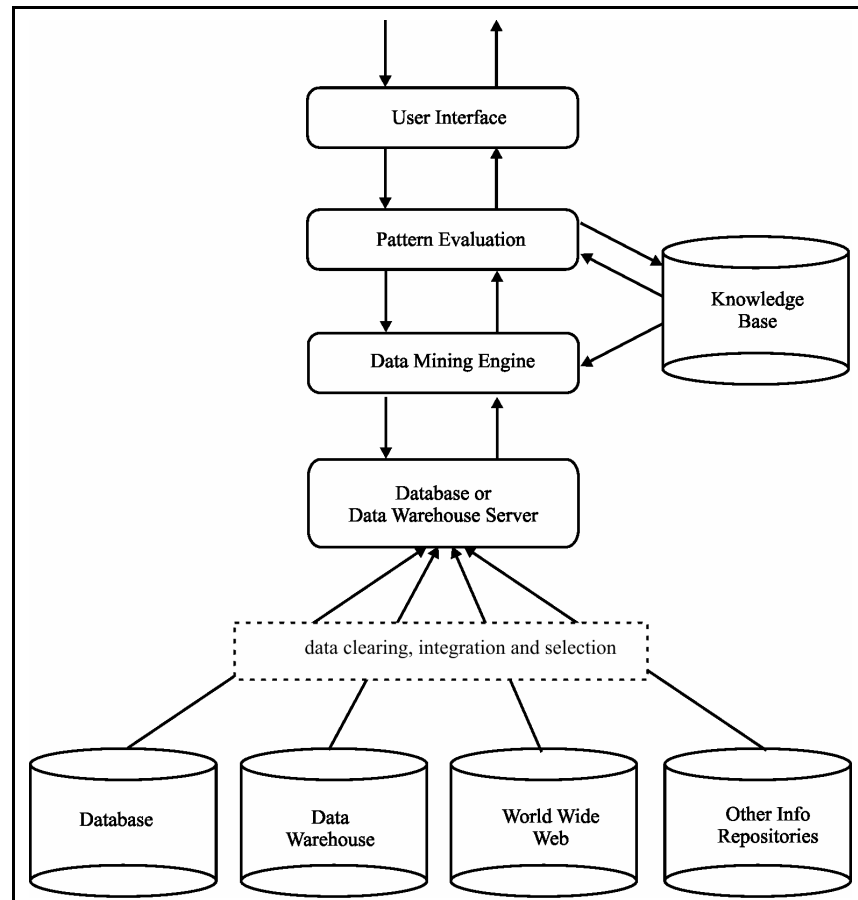 User Interface
Pattern Evaluation
Knowledge
Base
Data Mining Engine
Database or
Data Warehouse Server
data clearing, integration and selection
Database
Data
Warehouse
World Wide
Web
Other Info
Repositories